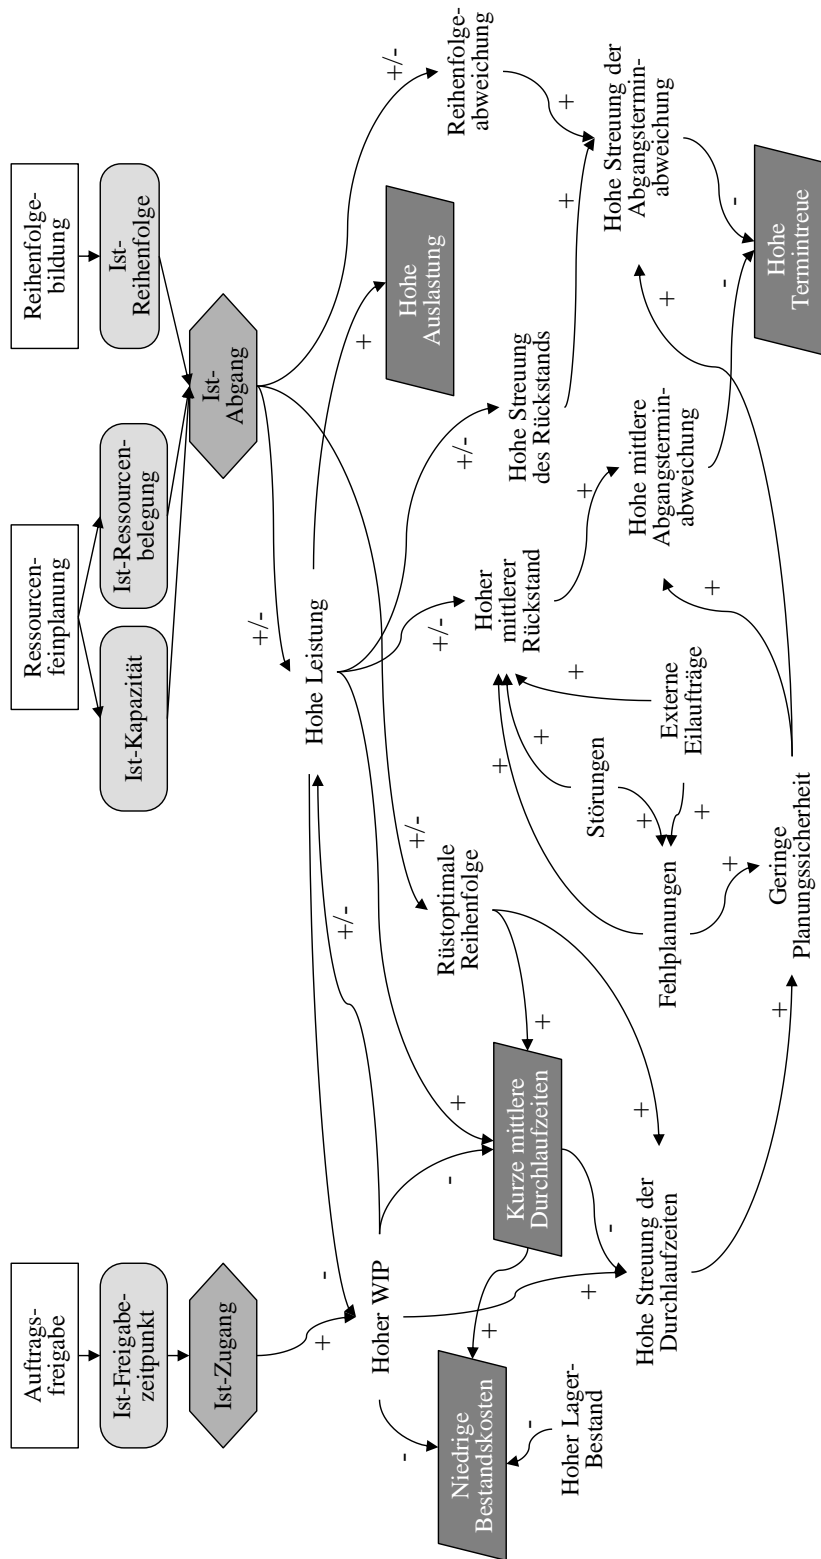 Auftrags-
freigabe
Ressourcen-
feinplanung
Reihenfolge-
bildung
Ist-Freigabe-
zeitpunkt
Ist-Kapazität
Ist-Ressourcen-
belegung
Ist-
Reihenfolge
Ist-Zugang
Ist-
Abgang
+
-
+/-
Hoher WIP
Hohe Leistung
+/-
+
+/-
-
-
+
+/-
+/-
+/-
Niedrige
Bestandskosten
Rüstoptimale
Reihenfolge
Hohe
Auslastung
Reihenfolge-
abweichung
+
+
Kurze mittlere
Durchlaufzeiten
Hoher
mittlerer
Rückstand
Hohe Streuung
des Rückstands
-
+
+
+
+
+
+
Hoher Lager-
Bestand
Störungen
-
+
+
+
+
Hohe Streuung der
Durchlaufzeiten
Fehlplanungen
Externe
Eilaufträge
Hohe mittlere
Abgangstermin-
abweichung
Hohe Streuung der
Abgangstermin-
abweichung
+
+
+
-
-
+
Geringe
Planungssicherheit
Hohe
Termintreue